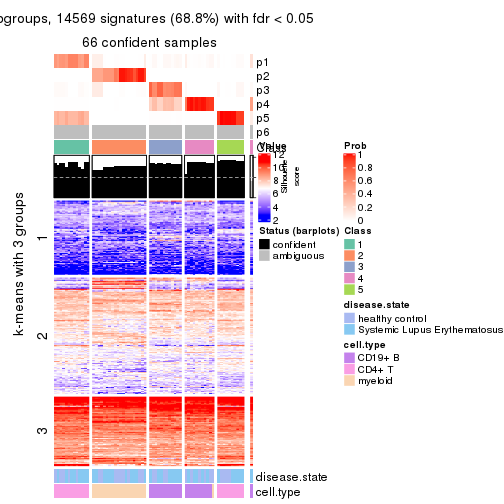 ogroups, 14569 signatures (68.8%) with fdr < 0.05
66 confident samples
p1
p2
p3
p4
p5
p6
Class
Silhouette
score
k-means with 3 groups
1
2
3
disease.state
cell.type
Value
12
10
8
6
4
2
Prob
1
0.8
0.6
0.4
0.2
0
Status (barplots)
confident
ambiguous
Class
1
2
3
4
5
disease.state
healthy control
Systemic Lupus Erythematosus
cell.type
CD19+ B
CD4+ T
myeloid